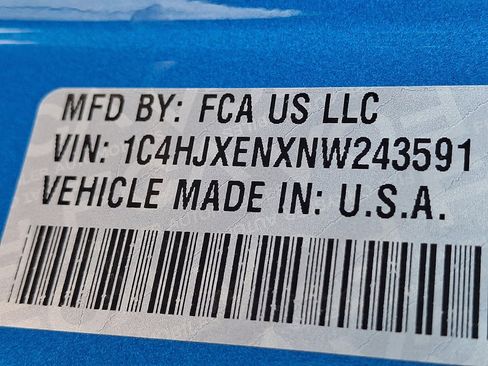 MFD BY: FCA US LLC
VIN: 1C4HJXENXNW243591
VEHICLE MADE IN: U.S.A.